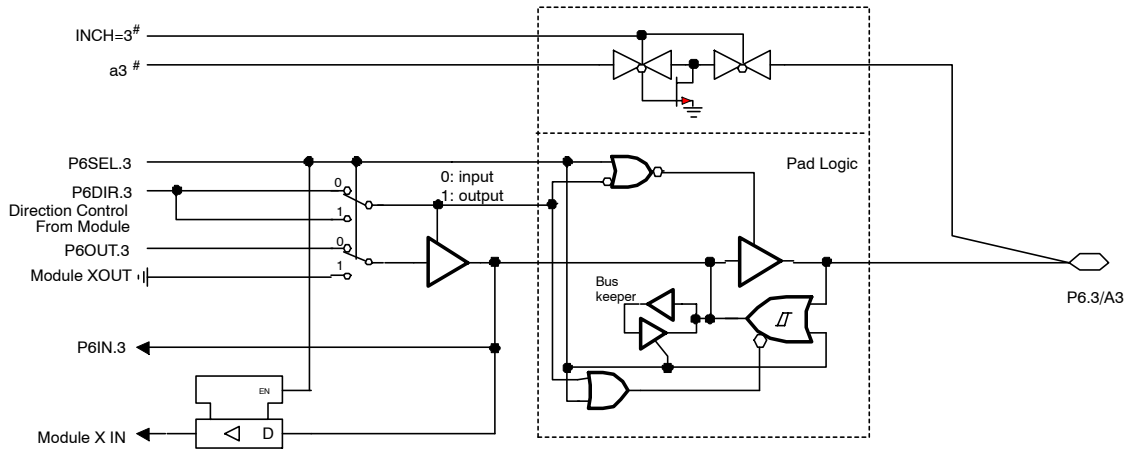 INCH=3#
a3 #
P6SEL.3
Pad Logic
0: input
1: output
P6DIR.3
0
Direction Control
From Module
1
P6OUT.3
0
Module XOUT
1
Bus
keeper
P6.3/A3
P6IN.3
EN
Module X IN
D